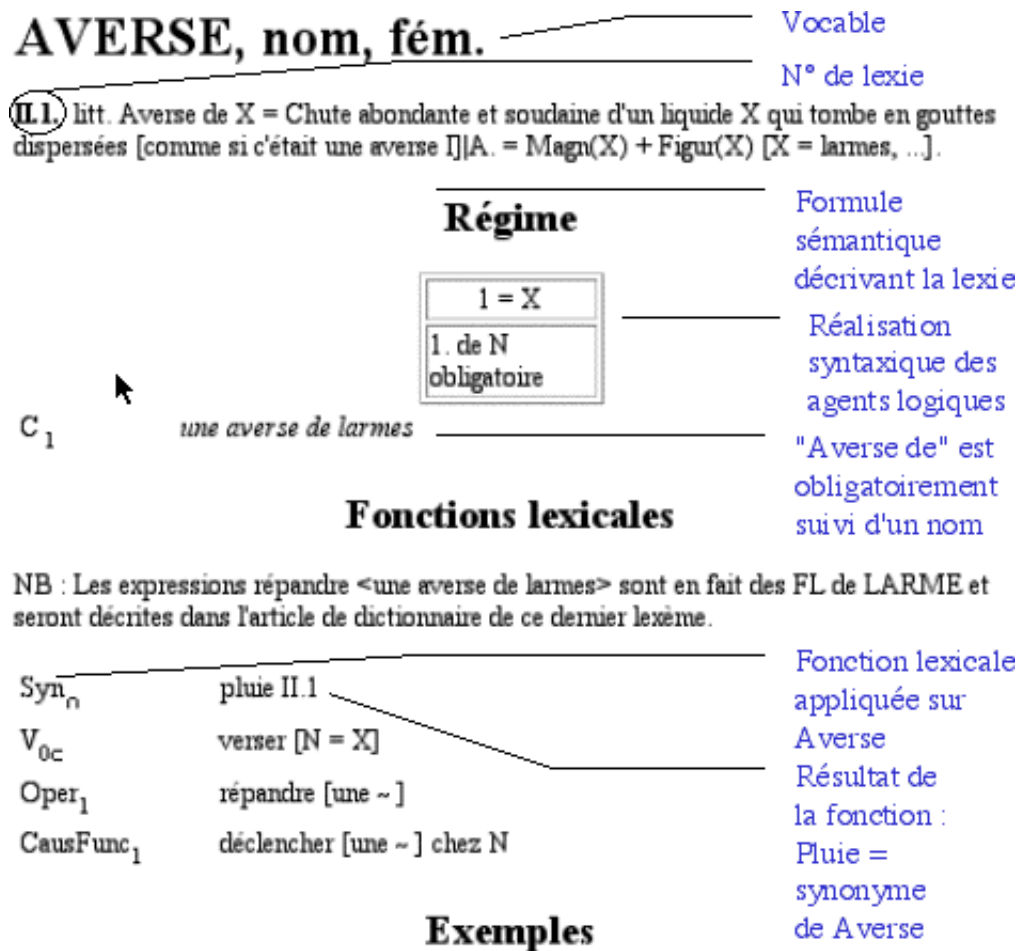 AVERSE, nom, fém.
Vocable
N° de lexie
II.1. litt. Averse de X = Chute abondante et soudaine d'un liquide X qui tombe en gouttes
dispersées [comme si c'était une averse I]|A. = Magn(X) + Figur(X) [X = larmes, ...].
Régime
Formule
sémantique
décrivant la lexie
1 = X
1. de N
obligatoire
Réalisation
syntaxique des
agents logiques
C1 une averse de larmes
"Averse de" est
obligatoirement
suivi d'un nom
Fonctions lexicales
NB : Les expressions répandre <une averse de larmes> sont en fait des FL de LARME et
seront décrites dans l'article de dictionnaire de ce dernier lexème.
Syn∩ pluie II.1
V0⊂ verser [N = X]
Oper1 répandre [une ~]
CausFunc1 déclencher [une ~] chez N
Fonction lexicale
appliquée sur
Averse
Résultat de
la fonction :
Pluie =
synonyme
de Averse
Exemples